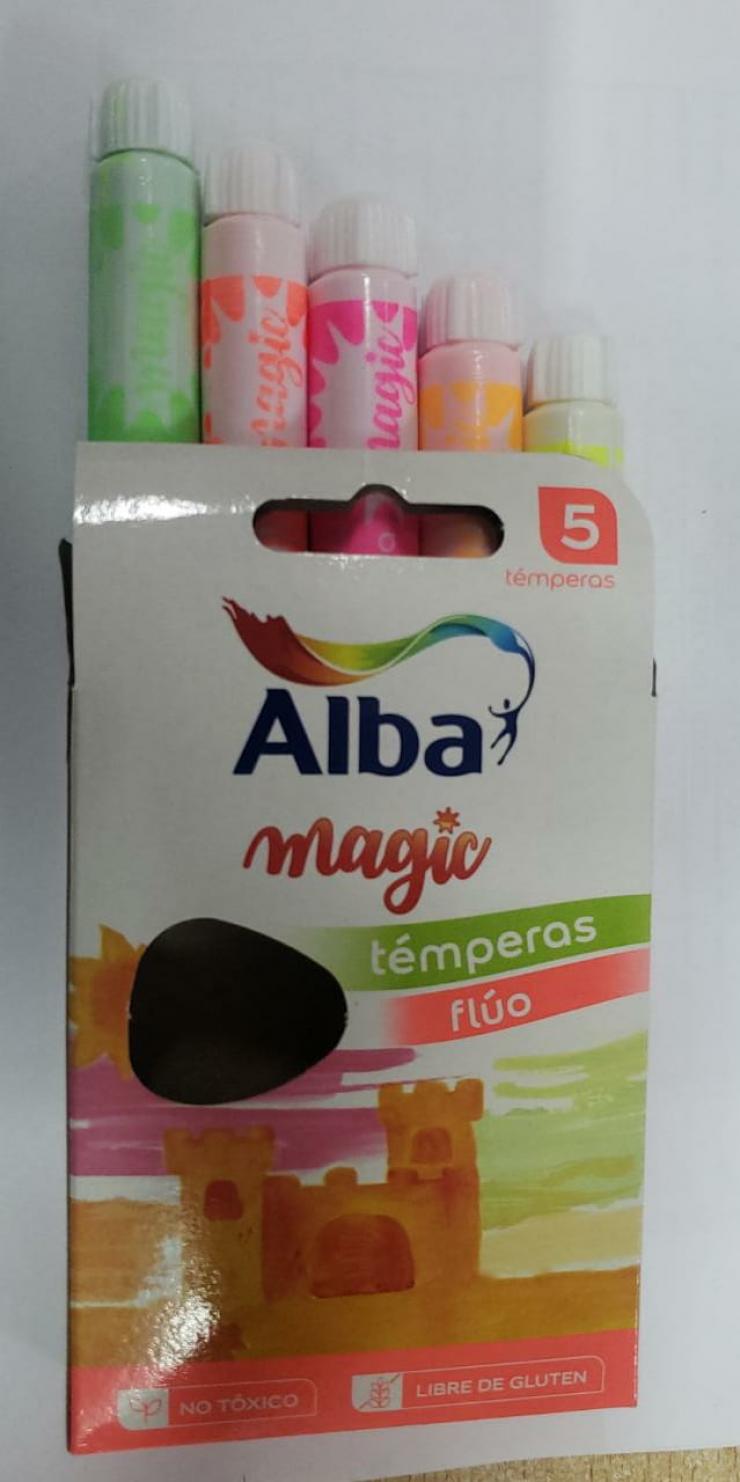 magic
magic
magic
5
témperas
Alba
magic
témperas
flúo
NO TÓXICO
LIBRE DE GLUTEN